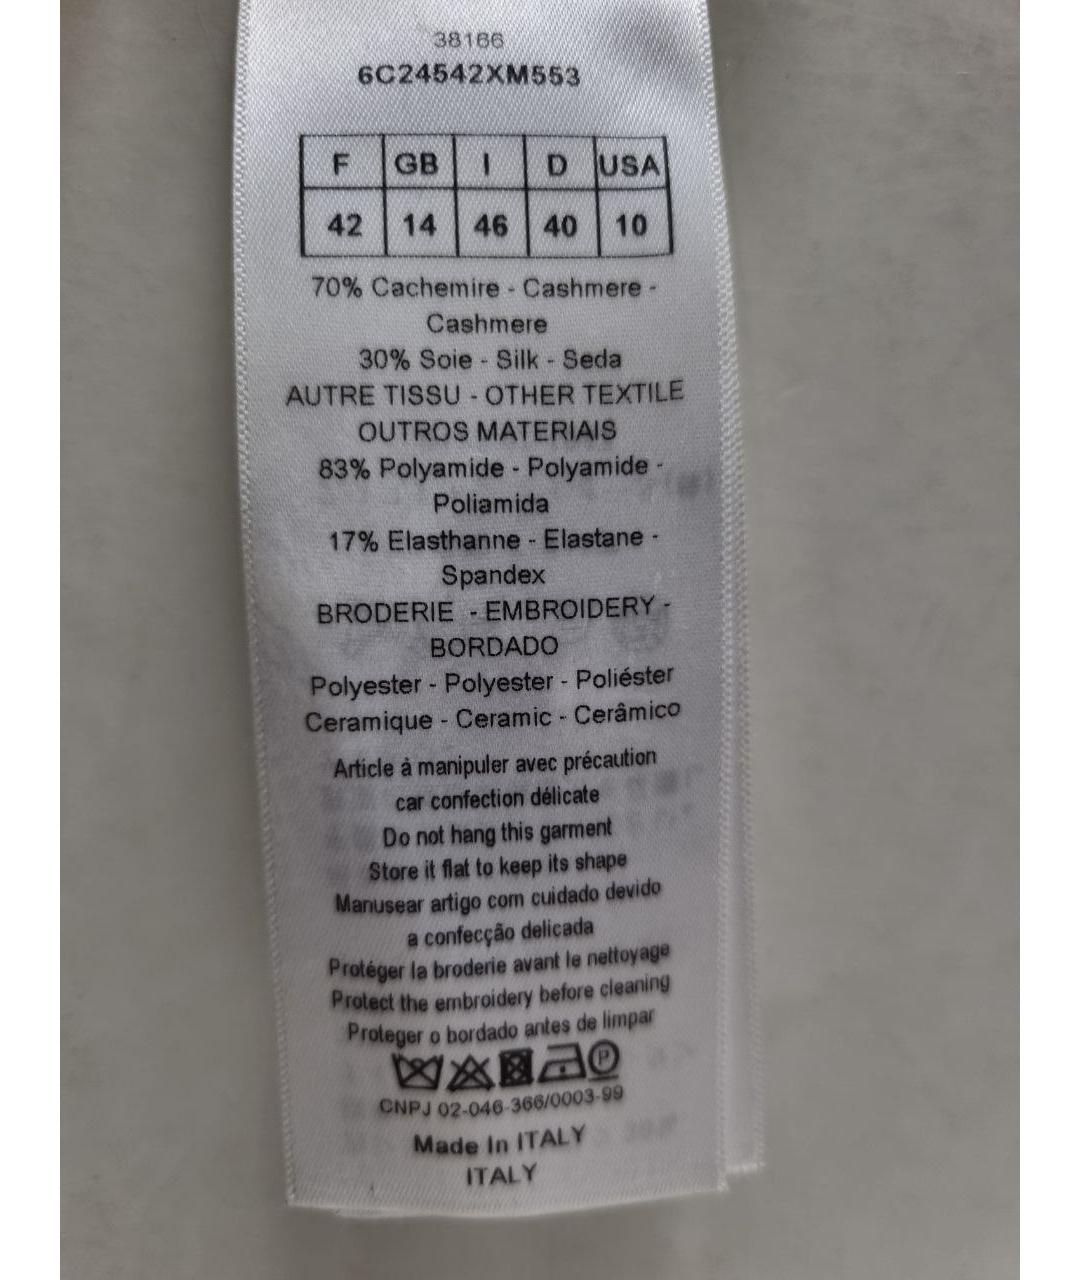 38166
6C24542XM553
F GB I D USA
42 14 46 40 10
70% Cachemire - Cashmere -
Cashmere
30% Soie - Silk - Seda
AUTRE TISSU - OTHER TEXTILE
OUTROS MATERIAIS
83% Polyamide - Polyamide -
Poliamida
17% Elasthanne - Elastane -
Spandex
BRODERIE - EMBROIDERY -
BORDADO
Polyester - Polyester - Poliéster
Ceramique - Ceramic - Cerâmico
Article à manipuler avec précaution
car confection délicate
Do not hang this garment
Store it flat to keep its shape
Manusear artigo com cuidado devido
a confecção delicada
Protéger la broderie avant le nettoyage
Protect the embroidery before cleaning
Proteger o bordado antes de limpar
P
CNPJ 02-046-366/0003-99
Made In ITALY
ITALY